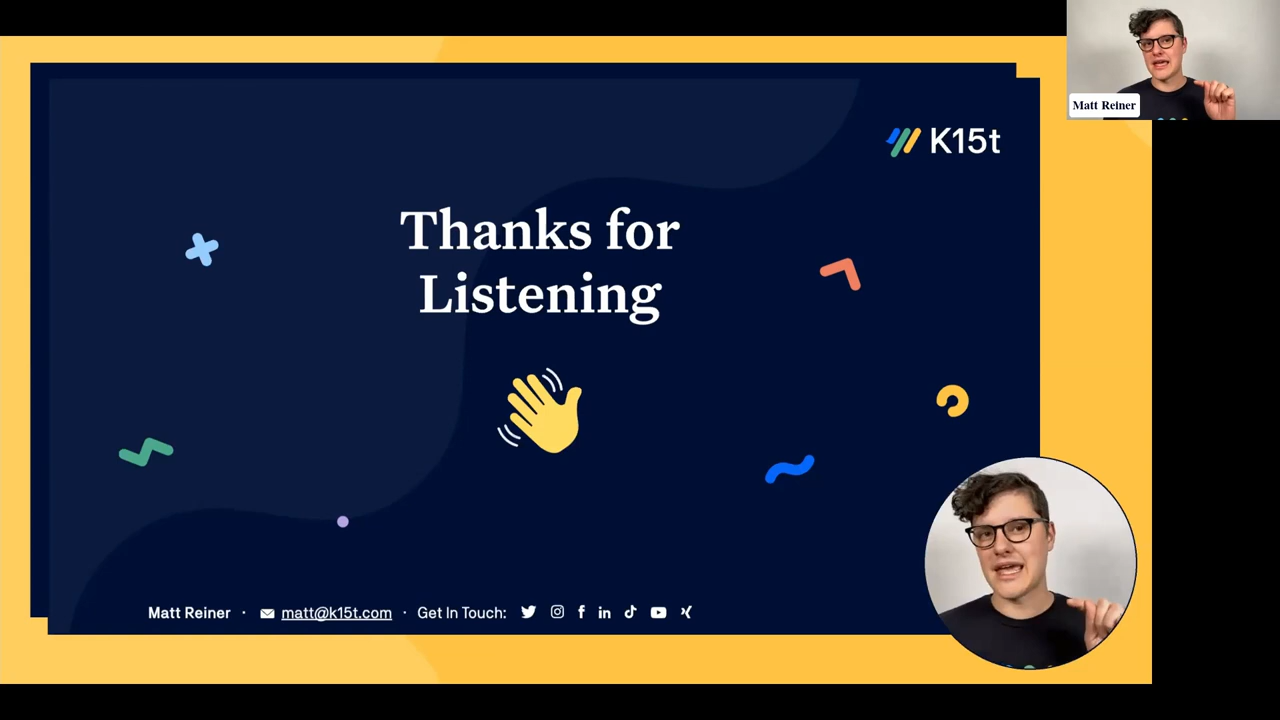 Matt Reiner
K15t
Thanks for
Listening
Matt Reiner · matt@k15t.com · Get In Touch: